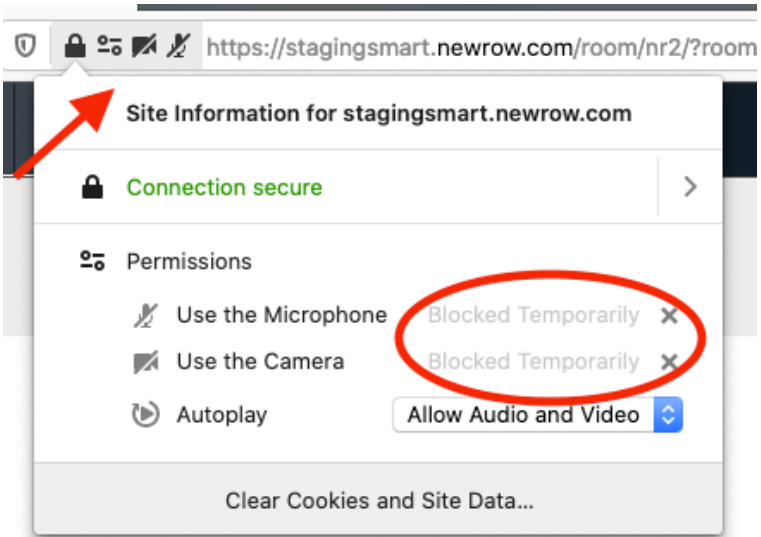 https://stagingsmart.newrow.com/room/nr2/?room
Site Information for stagingsmart.newrow.com
Connection secure
Permissions
Use the Microphone Blocked Temporarily
Use the Camera Blocked Temporarily
Autoplay Allow Audio and Video
Clear Cookies and Site Data...